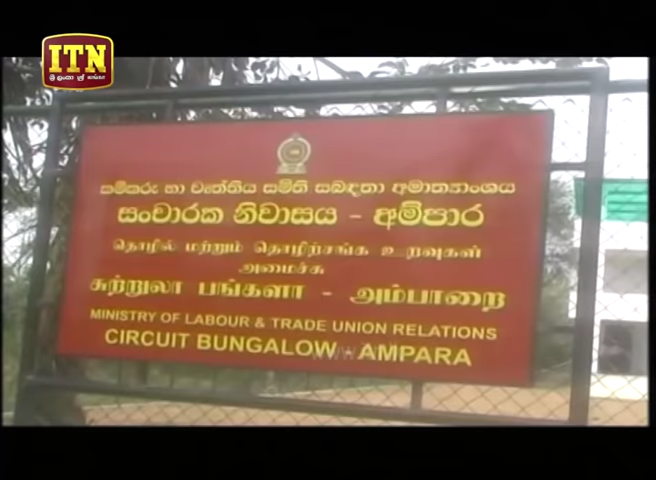 ITN
ශ්‍රී ලංකා ශ්‍රී සංඝා
කම්කරු හා වෘත්තීය සමිති සබඳතා අමාත්‍යාංශය
සංචාරක නිවාසය - අම්පාර
தொழில் மற்றும் தொழிற்சங்க உறவுகள்
அமைச்சு
சுற்றுலா பங்களா - அம்பாறை
MINISTRY OF LABOUR & TRADE UNION RELATIONS
CIRCUIT BUNGALOW - AMPARA